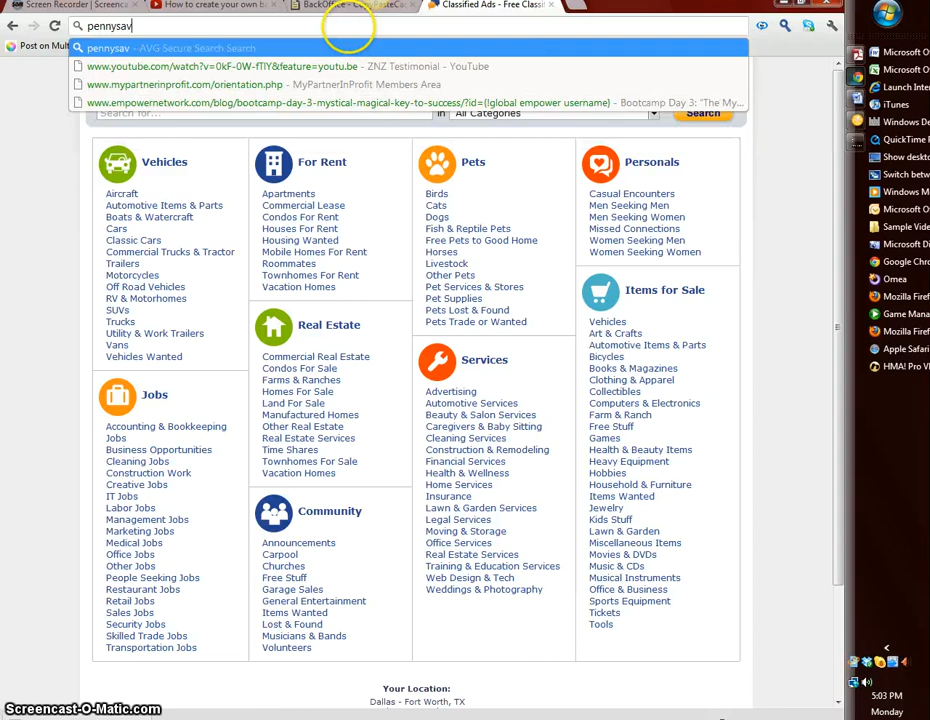 Screen Recorder
How to create your own ba
BackOffice - CopyPasteCa
Classified Ads - Free Classif
pennysav
Post on Mult
pennysav – AVG Secure Search Search
www.youtube.com/watch?v=0kF-0W-fTlY&feature=youtu.be - ZNZ Testimonial - YouTube
www.mypartnerinprofit.com/orientation.php - MyPartnerInProfit Members Area
www.empowernetwork.com/blog/bootcamp-day-3-mystical-magical-key-to-success/?id=(!global empower username) - Bootcamp Day 3: "The My...
Search for...
in
All Categories
Search
Vehicles
Aircraft
Automotive Items & Parts
Boats & Watercraft
Cars
Classic Cars
Commercial Trucks & Tractor
Trailers
Motorcycles
Off Road Vehicles
RV & Motorhomes
SUVs
Trucks
Utility & Work Trailers
Vans
Vehicles Wanted
Jobs
Accounting & Bookkeeping
Jobs
Business Opportunities
Cleaning Jobs
Construction Work
Creative Jobs
IT Jobs
Labor Jobs
Management Jobs
Marketing Jobs
Medical Jobs
Office Jobs
Other Jobs
People Seeking Jobs
Restaurant Jobs
Retail Jobs
Sales Jobs
Security Jobs
Skilled Trade Jobs
Transportation Jobs
For Rent
Apartments
Commercial Lease
Condos For Rent
Houses For Rent
Housing Wanted
Mobile Homes For Rent
Roommates
Townhomes For Rent
Vacation Homes
Real Estate
Commercial Real Estate
Condos For Sale
Farms & Ranches
Homes For Sale
Land For Sale
Manufactured Homes
Other Real Estate
Real Estate Services
Time Shares
Townhomes For Sale
Vacation Homes
Community
Announcements
Carpool
Churches
Free Stuff
Garage Sales
General Entertainment
Items Wanted
Lost & Found
Musicians & Bands
Volunteers
Pets
Birds
Cats
Dogs
Fish & Reptile Pets
Free Pets to Good Home
Horses
Livestock
Other Pets
Pet Services & Stores
Pet Supplies
Pets Lost & Found
Pets Trade or Wanted
Services
Advertising
Automotive Services
Beauty & Salon Services
Caregivers & Baby Sitting
Cleaning Services
Construction & Remodeling
Financial Services
Health & Wellness
Home Services
Insurance
Lawn & Garden Services
Legal Services
Moving & Storage
Office Services
Real Estate Services
Training & Education Services
Web Design & Tech
Weddings & Photography
Personals
Casual Encounters
Men Seeking Men
Men Seeking Women
Missed Connections
Women Seeking Men
Women Seeking Women
Items for Sale
Vehicles
Art & Crafts
Automotive Items & Parts
Bicycles
Books & Magazines
Clothing & Apparel
Collectibles
Computers & Electronics
Farm & Ranch
Free Stuff
Games
Health & Beauty Items
Heavy Equipment
Hobbies
Household & Furniture
Items Wanted
Jewelry
Kids Stuff
Lawn & Garden
Miscellaneous Items
Movies & DVDs
Music & CDs
Musical Instruments
Office & Business
Sports Equipment
Tickets
Tools
Your Location:
Dallas - Fort Worth, TX
Microsoft O
Microsoft O
Launch Inter
iTunes
Windows De
QuickTime P
Show deskto
Switch betw
Windows M
Microsoft O
Sample Vide
Microsoft Di
Google Chro
Omea
Mozilla Firef
Game Mana
Mozilla Firef
Apple Safari
HMA! Pro VP
5:03 PM
Monday
Screencast-O-Matic.com